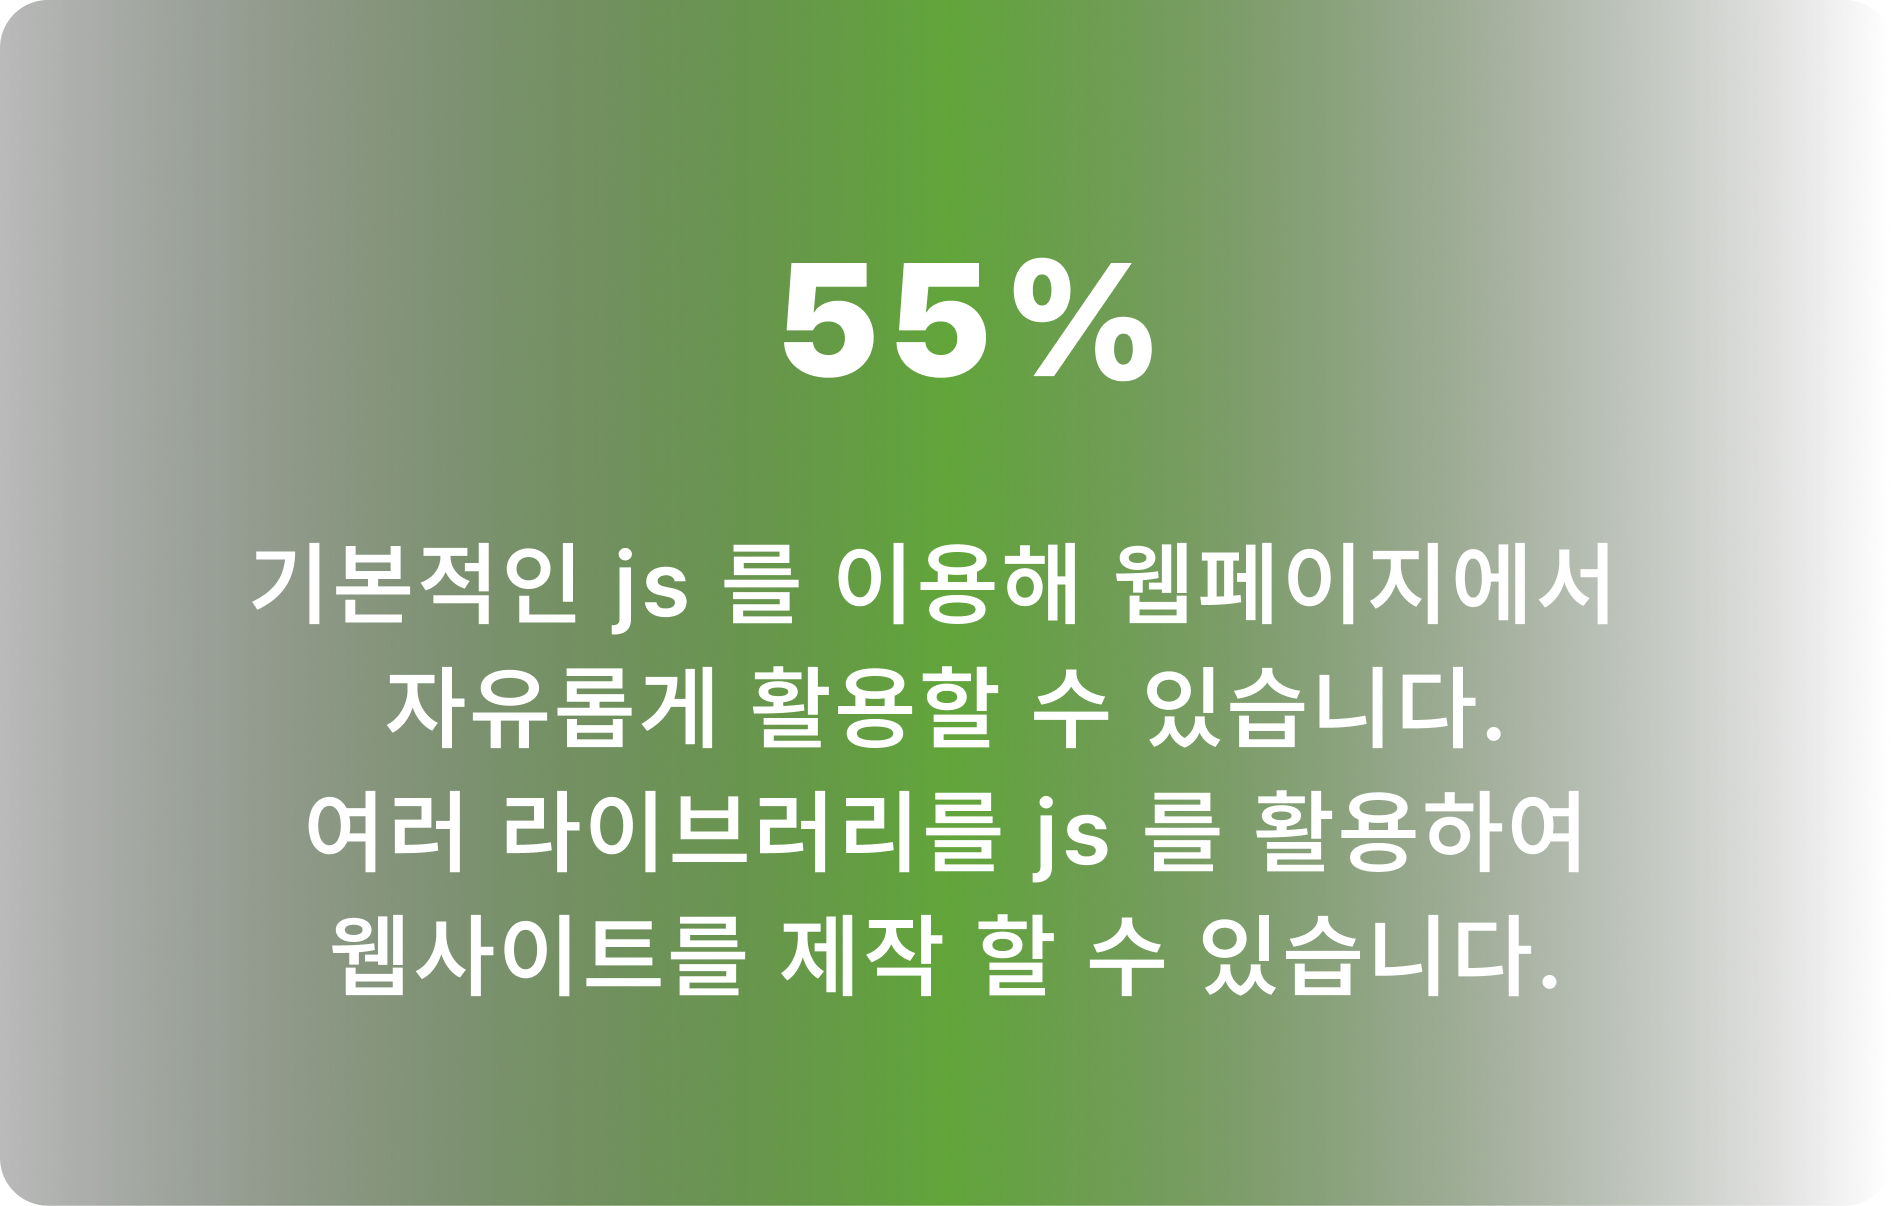 55%
기본적인 js 를 이용해 웹페이지에서
자유롭게 활용할 수 있습니다.
여러 라이브러리를 js 를 활용하여
웹사이트를 제작 할 수 있습니다.